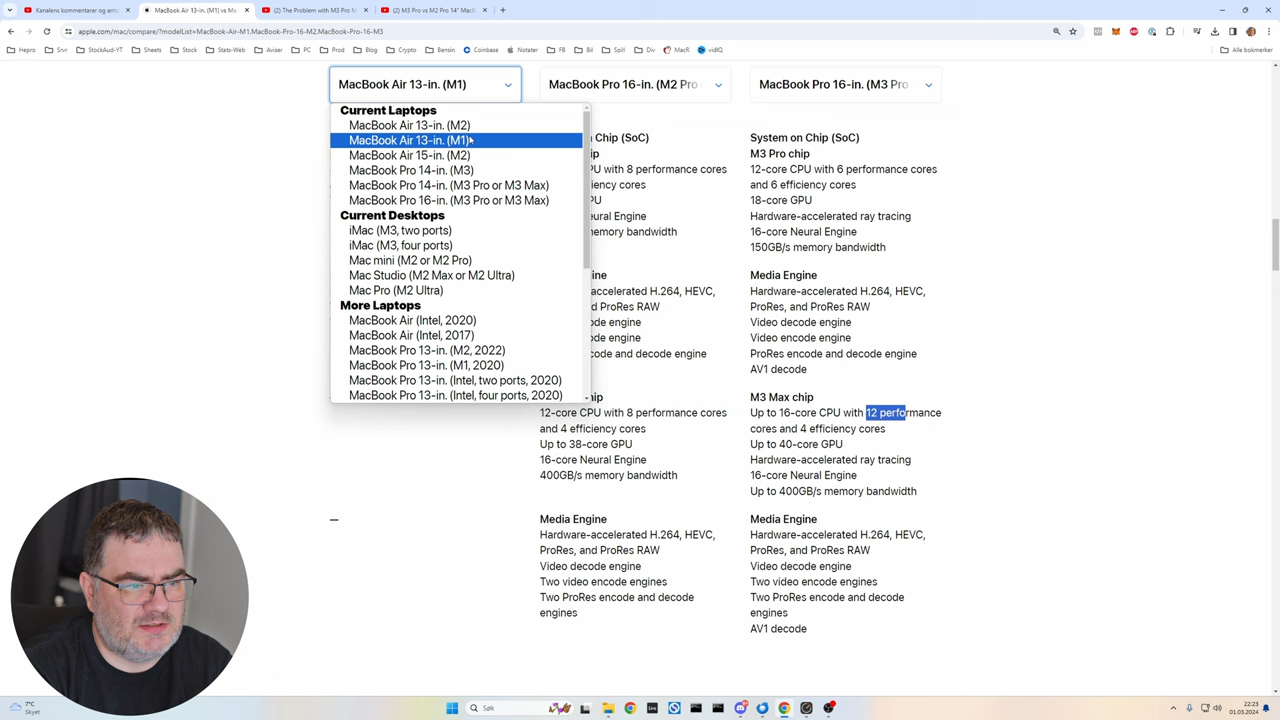 Kanalens kommentarer og ant
MacBook Air 13-in. (M1) vs Ma
(2) The Problem with M3 Pro M
(2) M3 Pro vs M2 Pro 14" MacB
apple.com/mac/compare/?modelList=MacBook-Air-M1,MacBook-Pro-16-M2,MacBook-Pro-16-M3
Hepro
Snrr
StockAud-YT
Sheets
Stock
Stats-Web
Aviser
PC
Prod
Blog
Crypto
Bensin
Coinbase
Notater
FB
Bil
Spill
Div
MacR
vidIQ
Alle bokmerker
MacBook Air 13-in. (M1)
MacBook Pro 16-in. (M2 Pro
MacBook Pro 16-in. (M3 Pro
Current Laptops
MacBook Air 13-in. (M2)
MacBook Air 13-in. (M1)
MacBook Air 15-in. (M2)
MacBook Pro 14-in. (M3)
MacBook Pro 14-in. (M3 Pro or M3 Max)
MacBook Pro 16-in. (M3 Pro or M3 Max)
Current Desktops
iMac (M3, two ports)
iMac (M3, four ports)
Mac mini (M2 or M2 Pro)
Mac Studio (M2 Max or M2 Ultra)
Mac Pro (M2 Ultra)
More Laptops
MacBook Air (Intel, 2020)
MacBook Air (Intel, 2017)
MacBook Pro 13-in. (M2, 2022)
MacBook Pro 13-in. (M1, 2020)
MacBook Pro 13-in. (Intel, two ports, 2020)
MacBook Pro 13-in. (Intel, four ports, 2020)
Chip (SoC)
with 8 performance
memory bandwidth
Hardware-accelerated H.264, HEVC,
and ProRes RAW
code and decode engine
12-core CPU with 8 performance
and 4 efficiency cores
Up to 38-core GPU
16-core Neural Engine
400GB/s memory bandwidth
Media Engine
Hardware-accelerated H.264, HEVC,
ProRes, and ProRes RAW
Video decode engine
Two video encode engines
Two ProRes encode and decode
engines
System on Chip (SoC)
M3 Pro chip
12-core CPU with 6 performance cores
and 6 efficiency cores
18-core GPU
Hardware-accelerated ray tracing
16-core Neural Engine
150GB/s memory bandwidth
Media Engine
Hardware-accelerated H.264, HEVC,
ProRes, and ProRes RAW
Video decode engine
Video encode engine
ProRes encode and decode engine
AV1 decode
M3 Max chip
Up to 16-core CPU with 12 performance
cores and 4 efficiency cores
Up to 40-core GPU
Hardware-accelerated ray tracing
16-core Neural Engine
Up to 400GB/s memory bandwidth
Media Engine
Hardware-accelerated H.264, HEVC,
ProRes, and ProRes RAW
Video decode engine
Two video encode engines
Two ProRes encode and decode
engines
AV1 decode
—
7°C
Skyet
Søk
22:23
01.03.2024